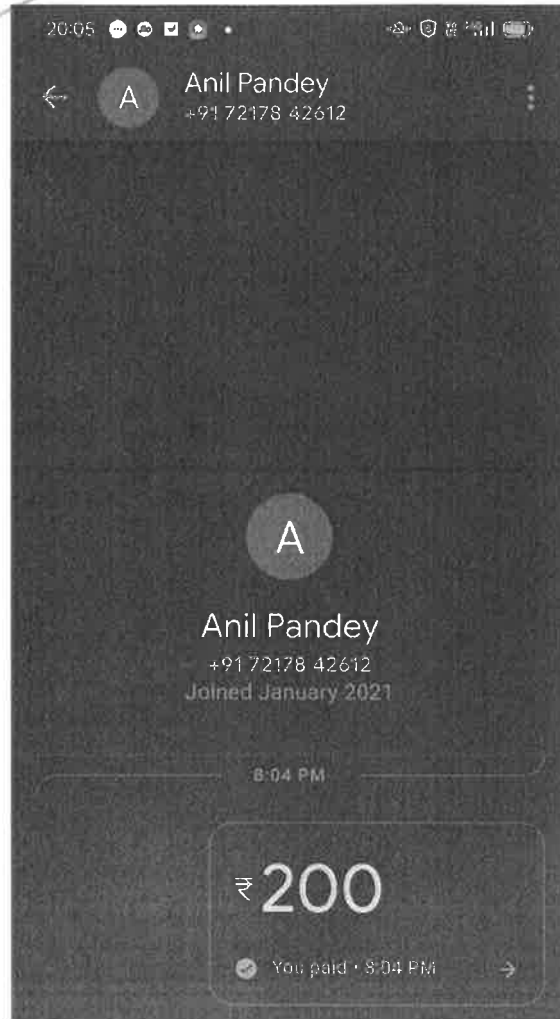 20:05
Anil Pandey
+91 72178 42612
A
A
Anil Pandey
+91 72178 42612
Joined January 2021
8:04 PM
₹200
You paid • 8:04 PM